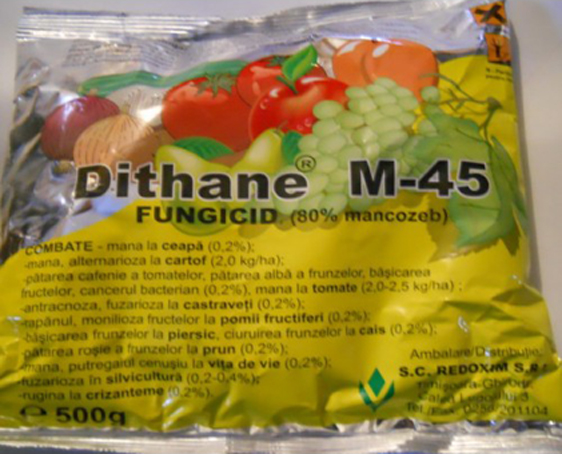 Dithane® M-45
FUNGICID (80% mancozeb)
COMBATE - mana la ceapă (0,2%);
-mana, alternarioza la cartof (2,0 kg/ha);
-pătarea cafenie a tomatelor, pătarea albă a frunzelor, bășicarea
fructelor, cancerul bacterian (0,2%), mana la tomate (2,0-2,5 kg/ha) ;
-antracnoza, fuzarioza la castraveți (0,2%);
-rapănul, monilioza fructelor la pomii fructiferi (0,2%);
-bășicarea frunzelor la piersic, ciuruirea frunzelor la cais (0,2%);
-pătarea roșie a frunzelor la prun (0,2%);
-mana, putregaiul cenușiu la vița de vie (0,2%);
-fuzarioza în silvicultură (0,2-0,4%);
-rugina la crizanteme (0,2%).
℮ 500g
Ambalare/Distribuție:
S.C. REDOXIM S.R.L
Tel./Fax: 0256/201104